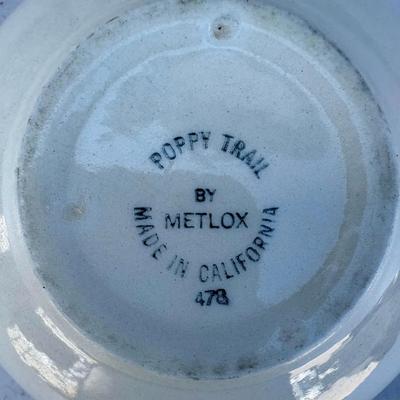 POPPY TRAIL
BY
METLOX
MADE IN CALIFORNIA
478